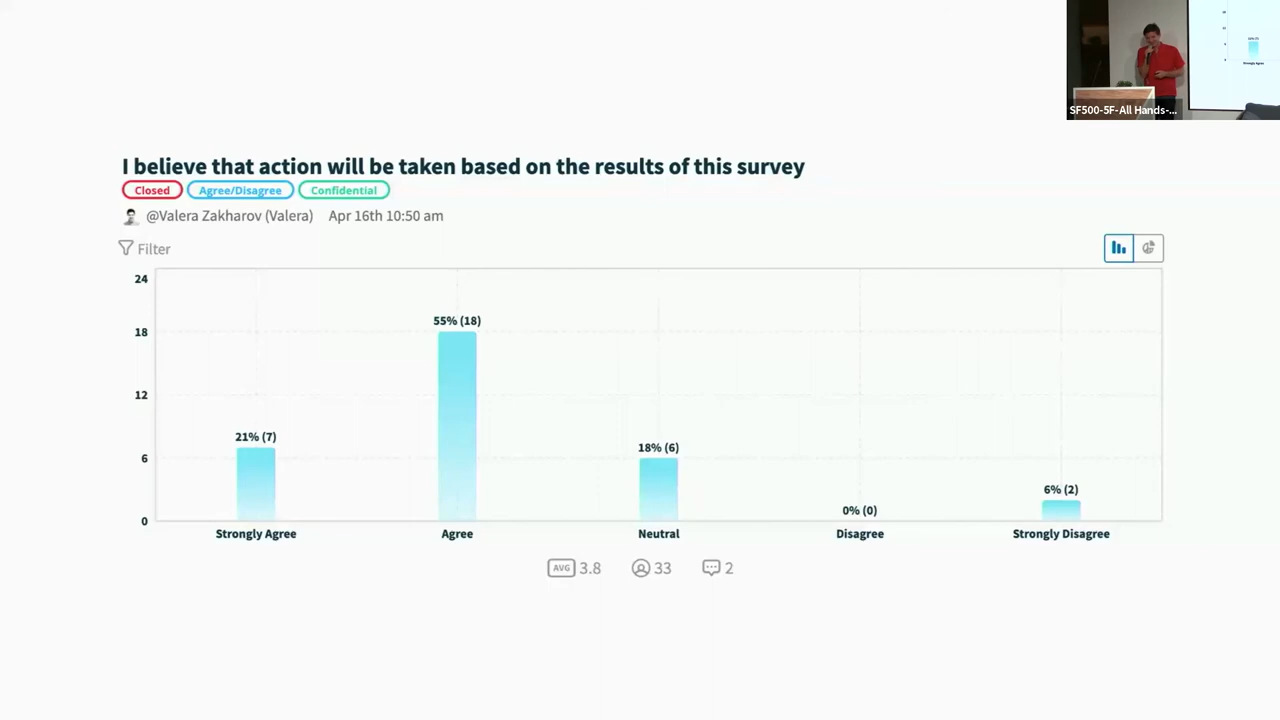 SF500-5F-All Hands-...
I believe that action will be taken based on the results of this survey
Closed Agree/Disagree Confidential
@Valera Zakharov (Valera) Apr 16th 10:50 am
Filter
24
18
12
6
0
21% (7)
55% (18)
18% (6)
0% (0)
6% (2)
Strongly Agree
Agree
Neutral
Disagree
Strongly Disagree
AVG 3.8 33 2